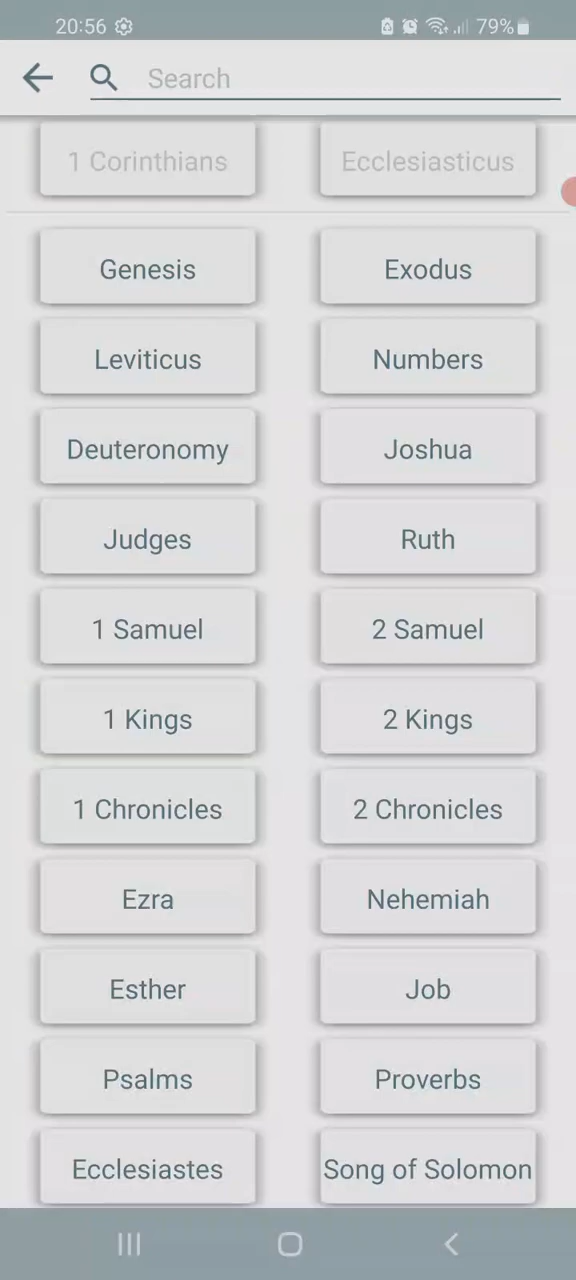 20:56 79%
Search
1 Corinthians Ecclesiasticus
Genesis Exodus
Leviticus Numbers
Deuteronomy Joshua
Judges Ruth
1 Samuel 2 Samuel
1 Kings 2 Kings
1 Chronicles 2 Chronicles
Ezra Nehemiah
Esther Job
Psalms Proverbs
Ecclesiastes Song of Solomon